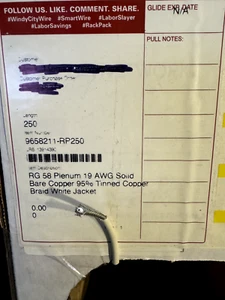 FOLLOW US. LIKE. COMMENT. SHARE.
#WindyCityWire #SmartWire #LaborSlayer
#LaborSavings #RackPack
GLIDE EXP DATE
N/A
PULL NOTES:
Customer
Customer Purchase Order
Length
250
Item Number
9658211-RP250
Item Description
RG 58 Plenum 19 AWG Solid
Bare Copper 95% Tinned Copper
Braid White Jacket
0.00
0